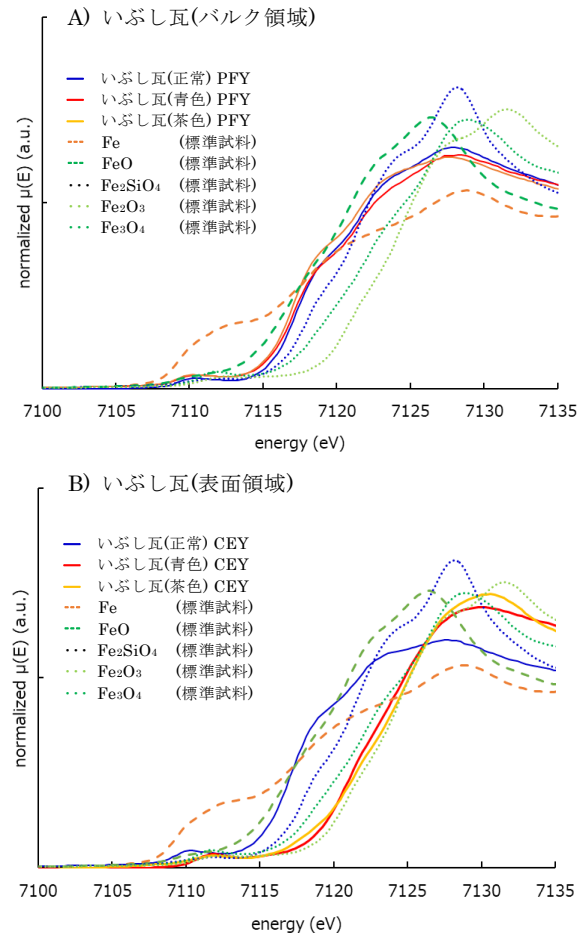 A) いぶし瓦(バルク領域)
いぶし瓦(正常) PFY
いぶし瓦(青色) PFY
いぶし瓦(茶色) PFY
Fe (標準試料)
FeO (標準試料)
Fe₂SiO₄ (標準試料)
Fe₂O₃ (標準試料)
Fe₃O₄ (標準試料)
normalized μ(E) (a.u.)
7100 7105 7110 7115 7120 7125 7130 7135
energy (eV)
B) いぶし瓦(表面領域)
いぶし瓦(正常) CEY
いぶし瓦(青色) CEY
いぶし瓦(茶色) CEY
Fe (標準試料)
FeO (標準試料)
Fe₂SiO₄ (標準試料)
Fe₂O₃ (標準試料)
Fe₃O₄ (標準試料)
normalized μ(E) (a.u.)
7100 7105 7110 7115 7120 7125 7130 7135
energy (eV)